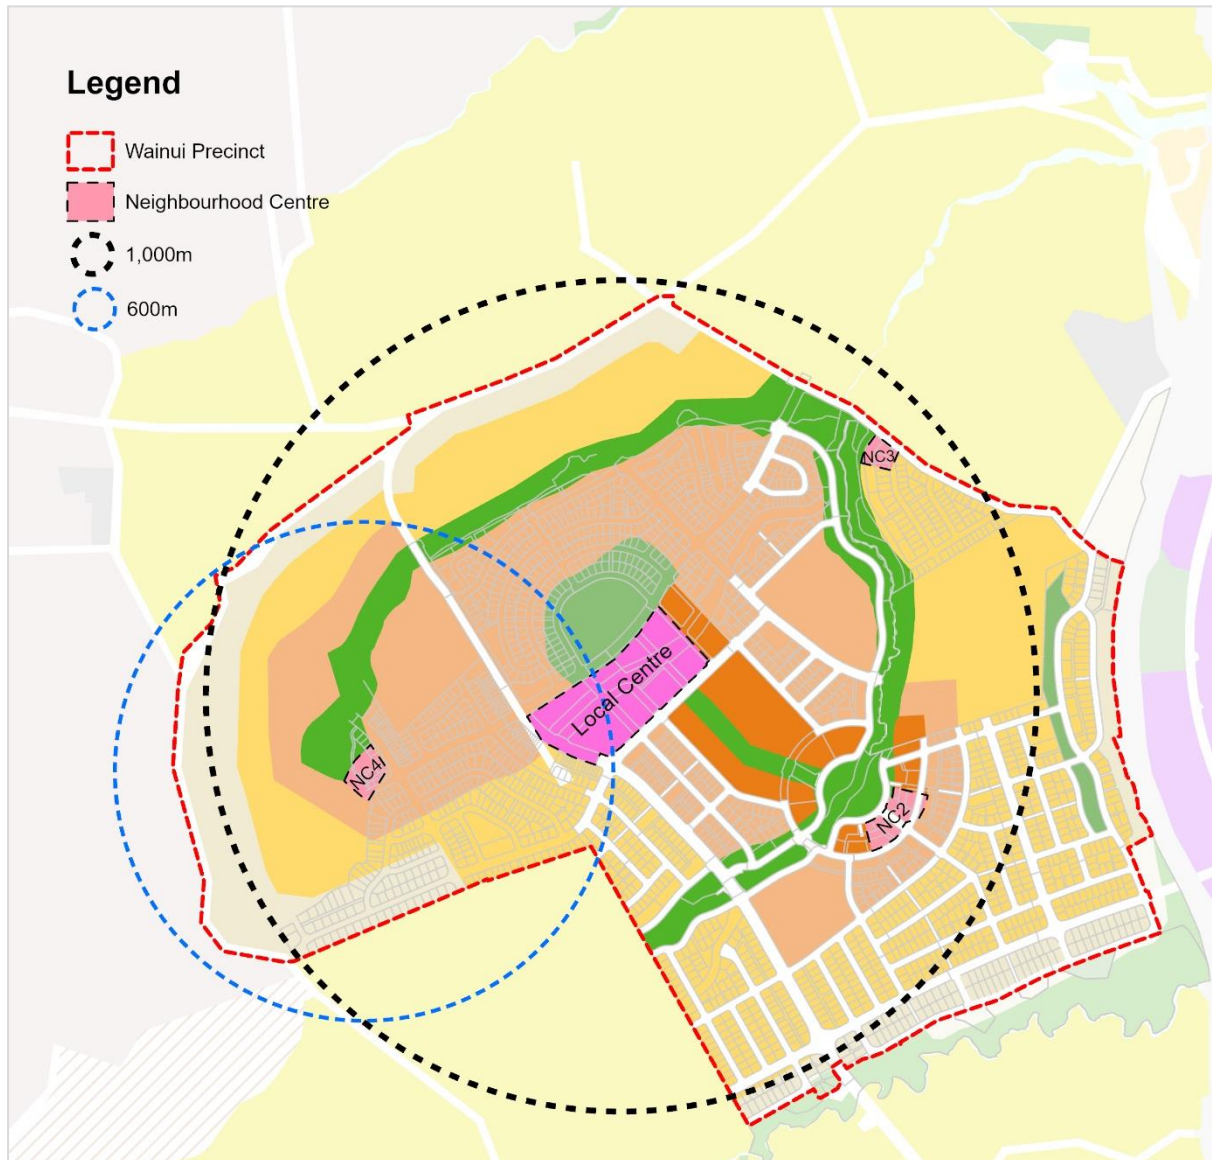 Legend
Wainui Precinct
Neighbourhood Centre
1,000m
600m
NC3
Local Centre
NC4
NC2